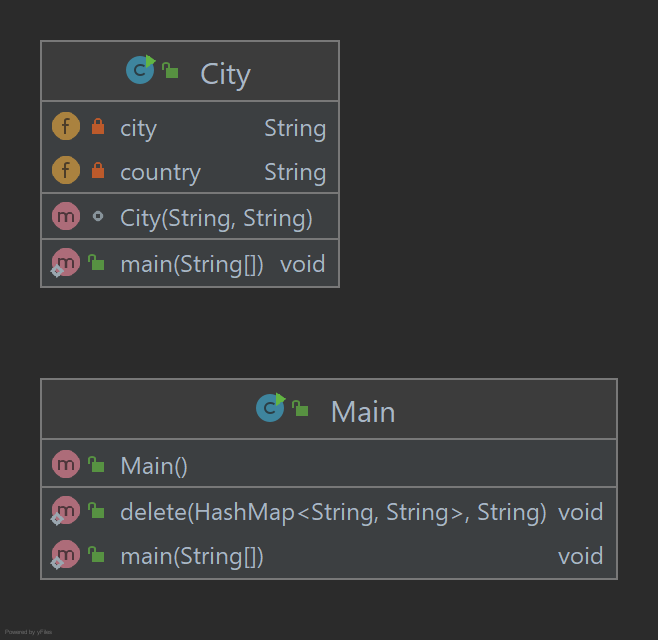 City
city String
country String
City(String, String)
main(String[]) void
Main
Main()
delete(HashMap<String, String>, String) void
main(String[]) void
Powered by yFiles